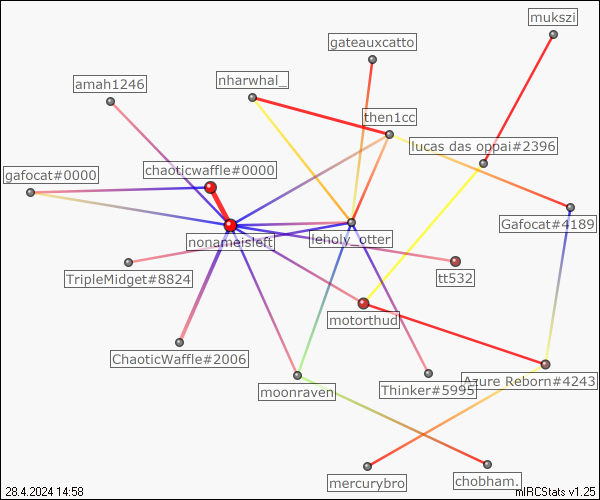 mukszi
gateauxcatto
nharwhal_
amah1246
then1cc
lucas das oppai#2396
chaoticwaffle#0000
gafocat#0000
Gafocat#4189
nonameisleft
leholy_otter
TripleMidget#8824
tt532
motorthud
ChaoticWaffle#2006
Azure Reborn#4243
moonraven
Thinker#5995
mercurybro
chobham.
28.4.2024 14:58
mIRCStats v1.25